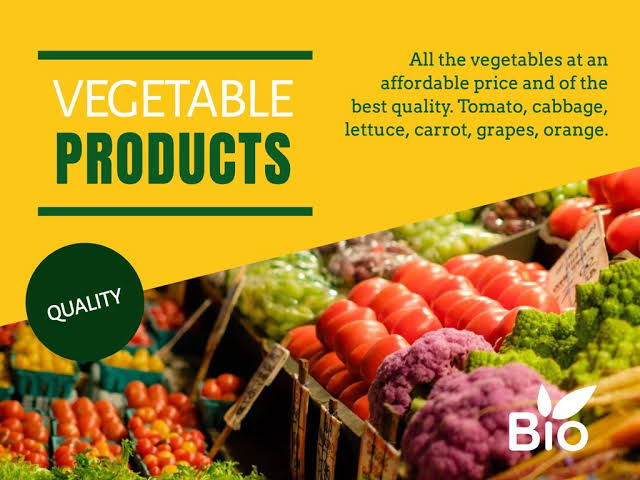 VEGETABLE
PRODUCTS
All the vegetables at an
affordable price and of the
best quality. Tomato, cabbage,
lettuce, carrot, grapes, orange.
QUALITY
Bio